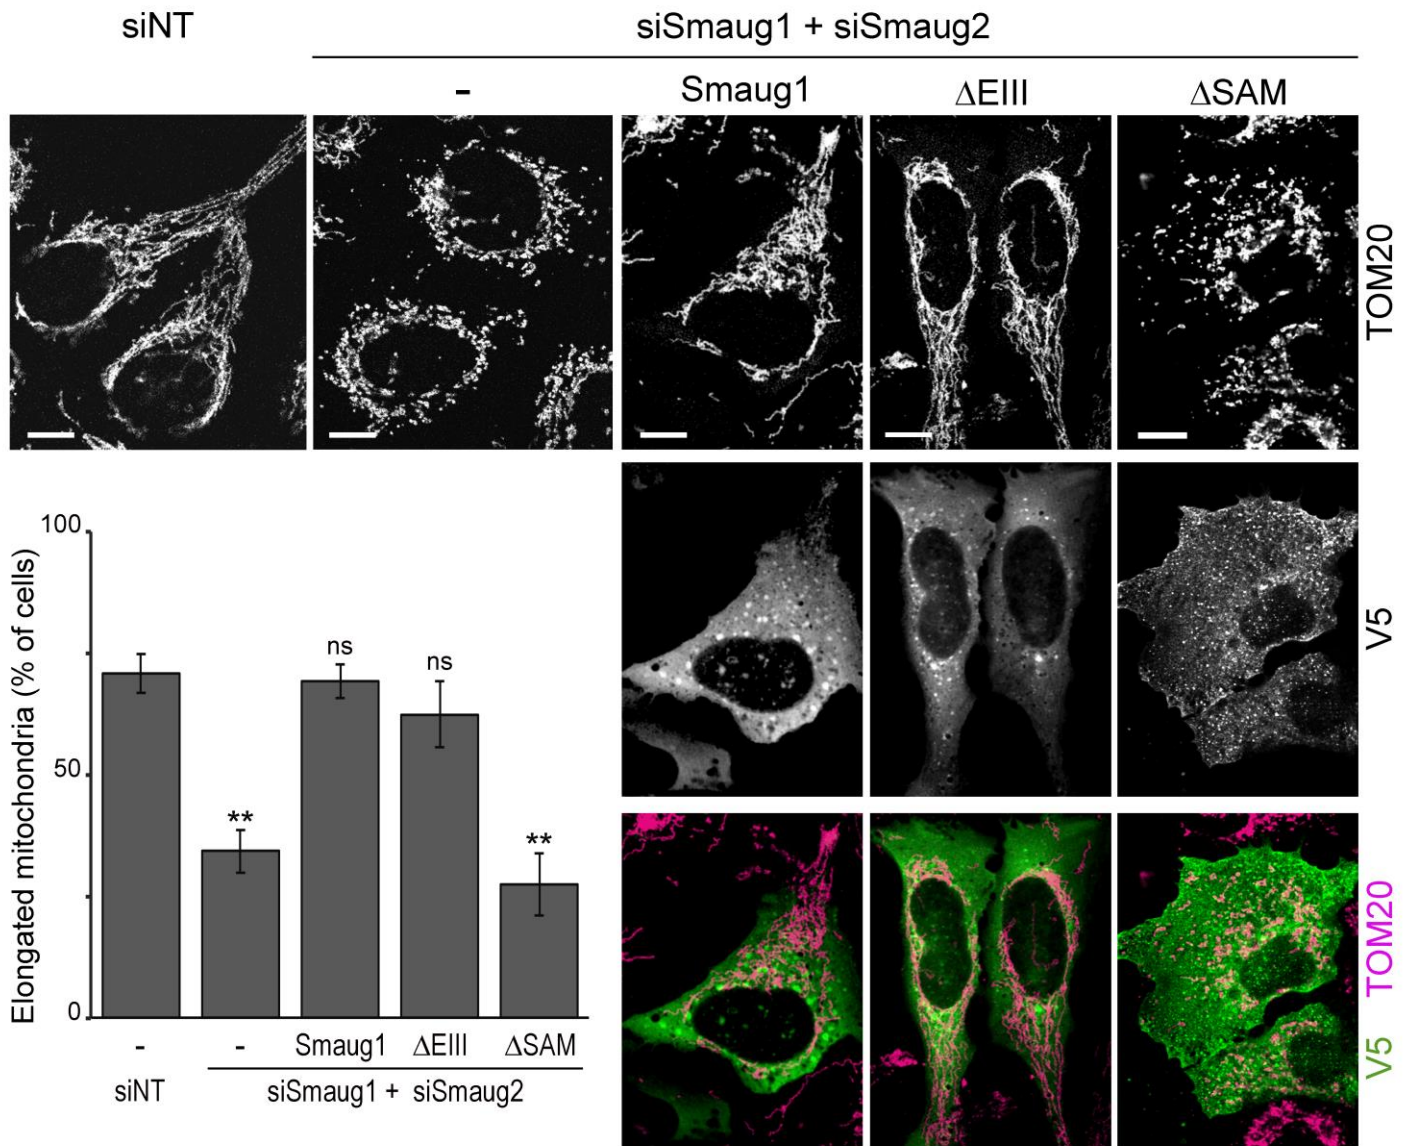 siNT
siSmaug1 + siSmaug2
-
Smaug1
ΔEIII
ΔSAM
TOM20
V5
V5 TOM20
Elongated mitochondria (% of cells)
100
50
0
**
ns
ns
**
- - Smaug1 ΔEIII ΔSAM
siNT siSmaug1 + siSmaug2